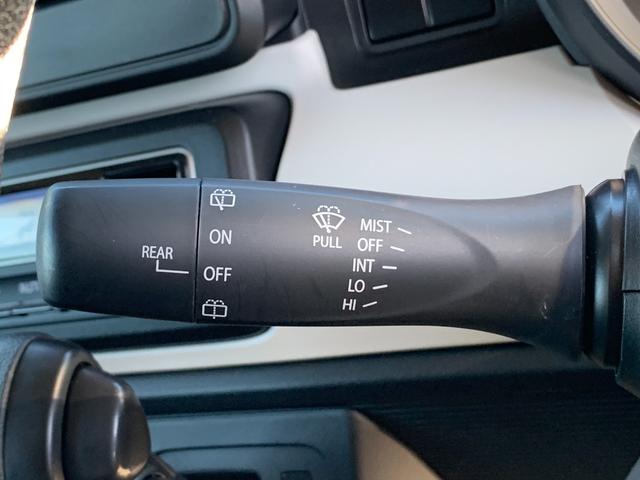 REAR
ON
OFF
PULL
MIST
OFF
INT
LO
HI